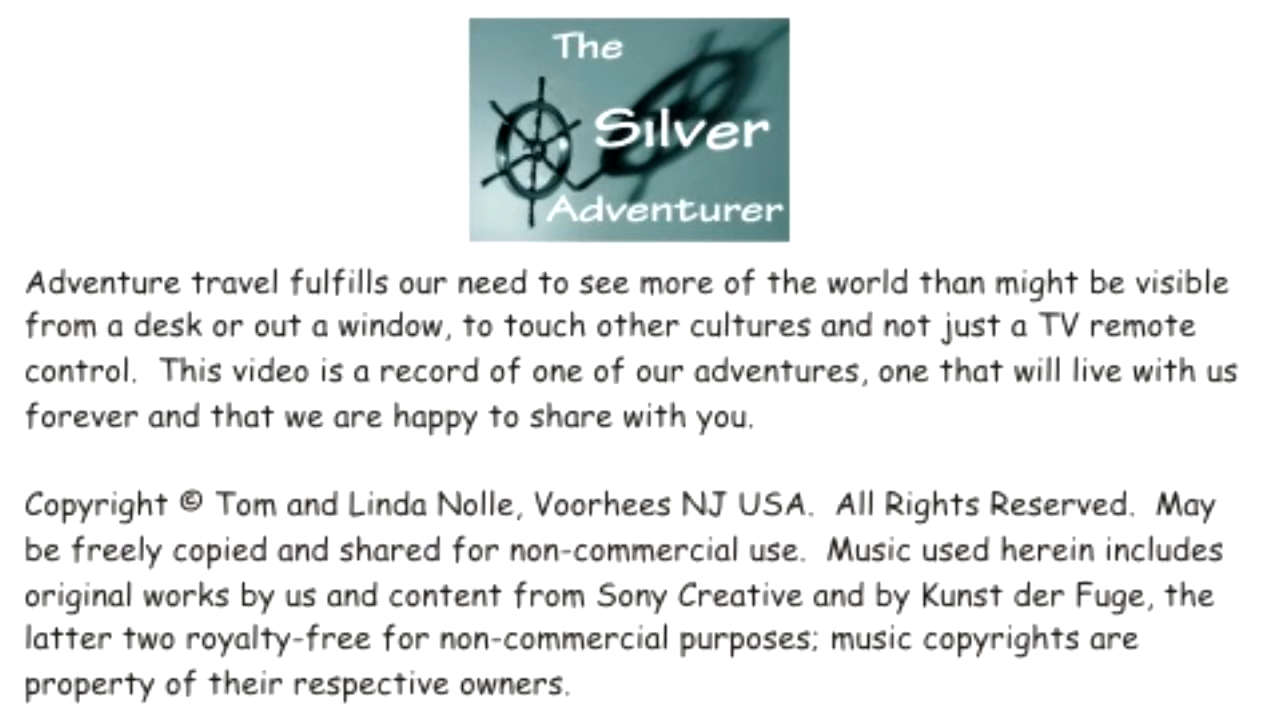 The
Silver
Adventurer
Adventure travel fulfills our need to see more of the world than might be visible
from a desk or out a window, to touch other cultures and not just a TV remote
control.  This video is a record of one of our adventures, one that will live with us
forever and that we are happy to share with you.
Copyright © Tom and Linda Nolle, Voorhees NJ USA.  All Rights Reserved.  May
be freely copied and shared for non-commercial use.  Music used herein includes
original works by us and content from Sony Creative and by Kunst der Fuge, the
latter two royalty-free for non-commercial purposes; music copyrights are
property of their respective owners.